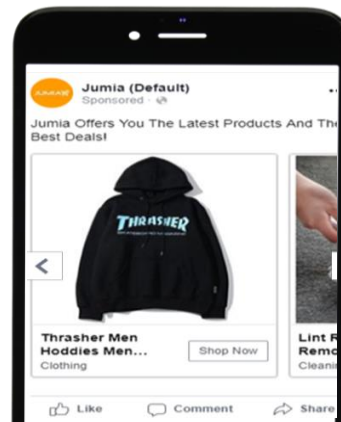 JUMIA
Jumia (Default)
Sponsored ·
Jumia Offers You The Latest Products And The
Best Deals!
THRASHER
Thrasher Men
Hoddies Men...
Clothing
Shop Now
Lint R
Remo
Cleani
Like
Comment
Share